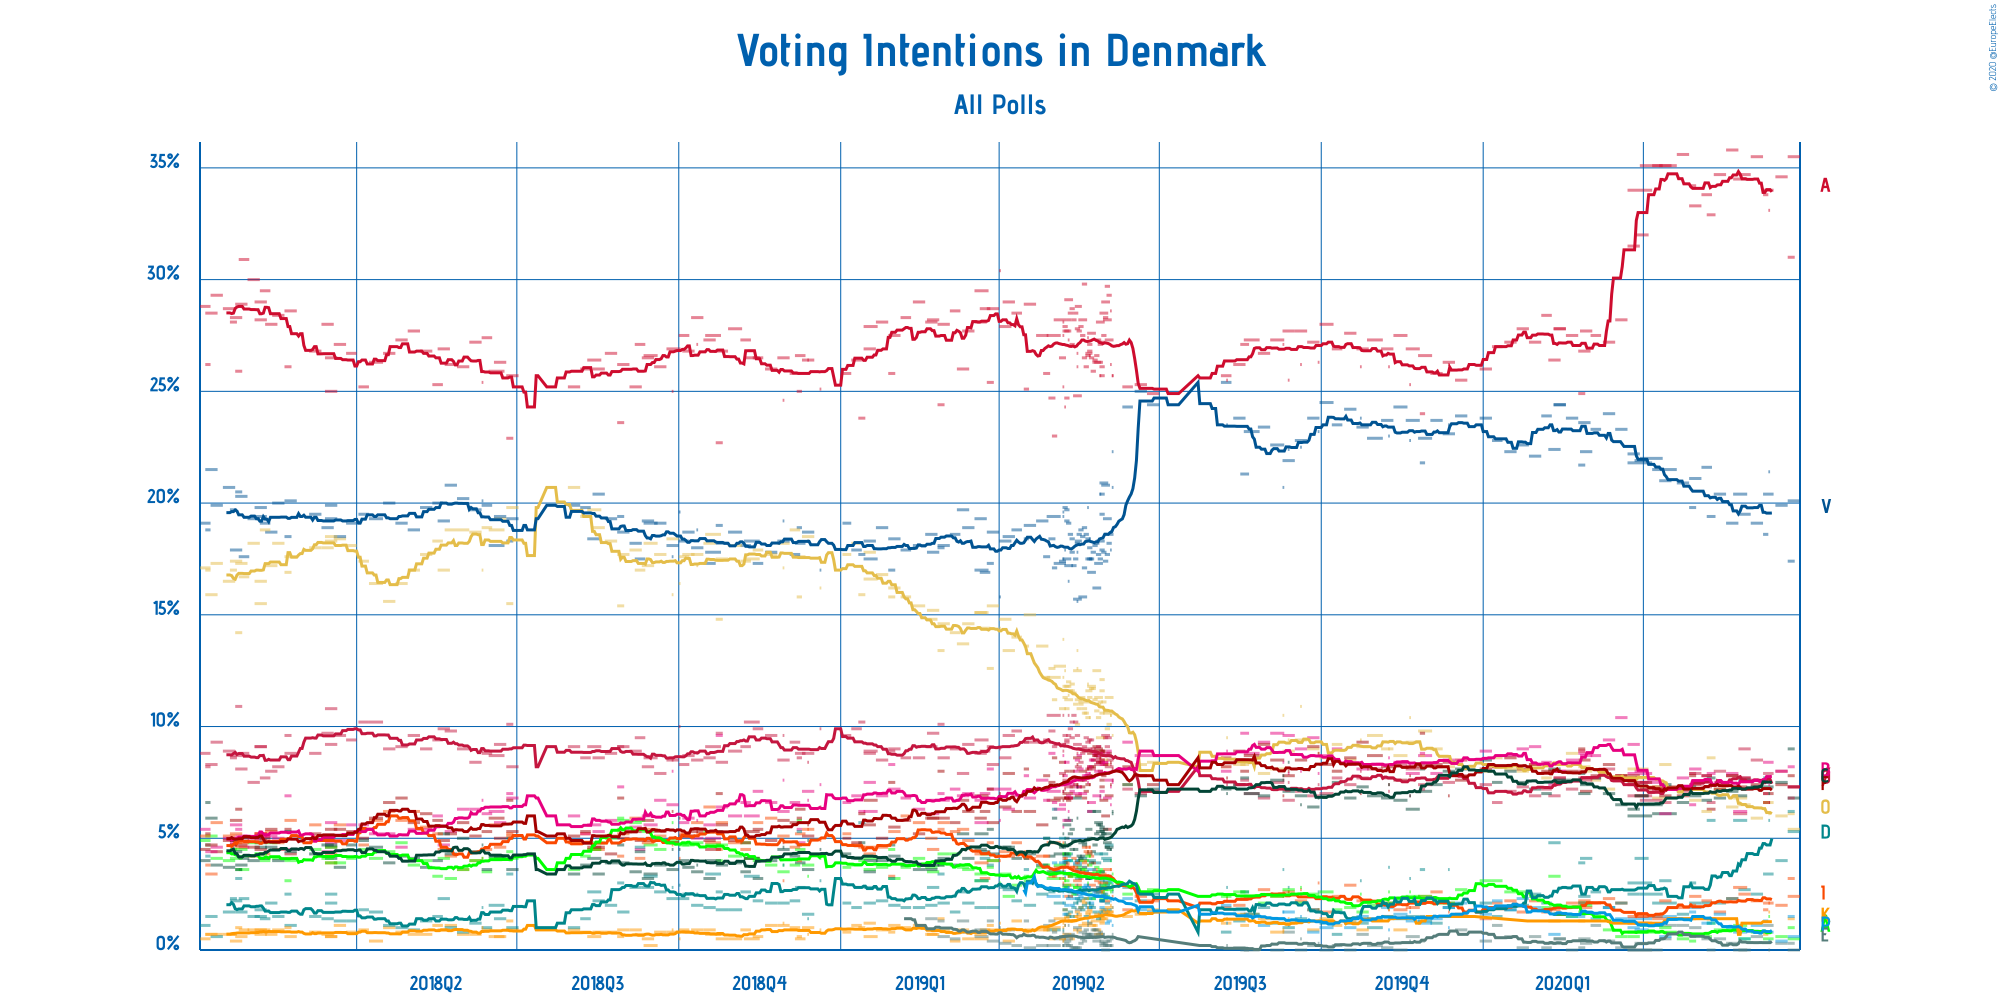 © 2020 @EuropeElects
Voting Intentions in Denmark
All Polls
35%
30%
25%
20%
15%
10%
5%
0%
A
V
B
F
O
D
I
K
E
2018Q2
2018Q3
2018Q4
2019Q1
2019Q2
2019Q3
2019Q4
2020Q1